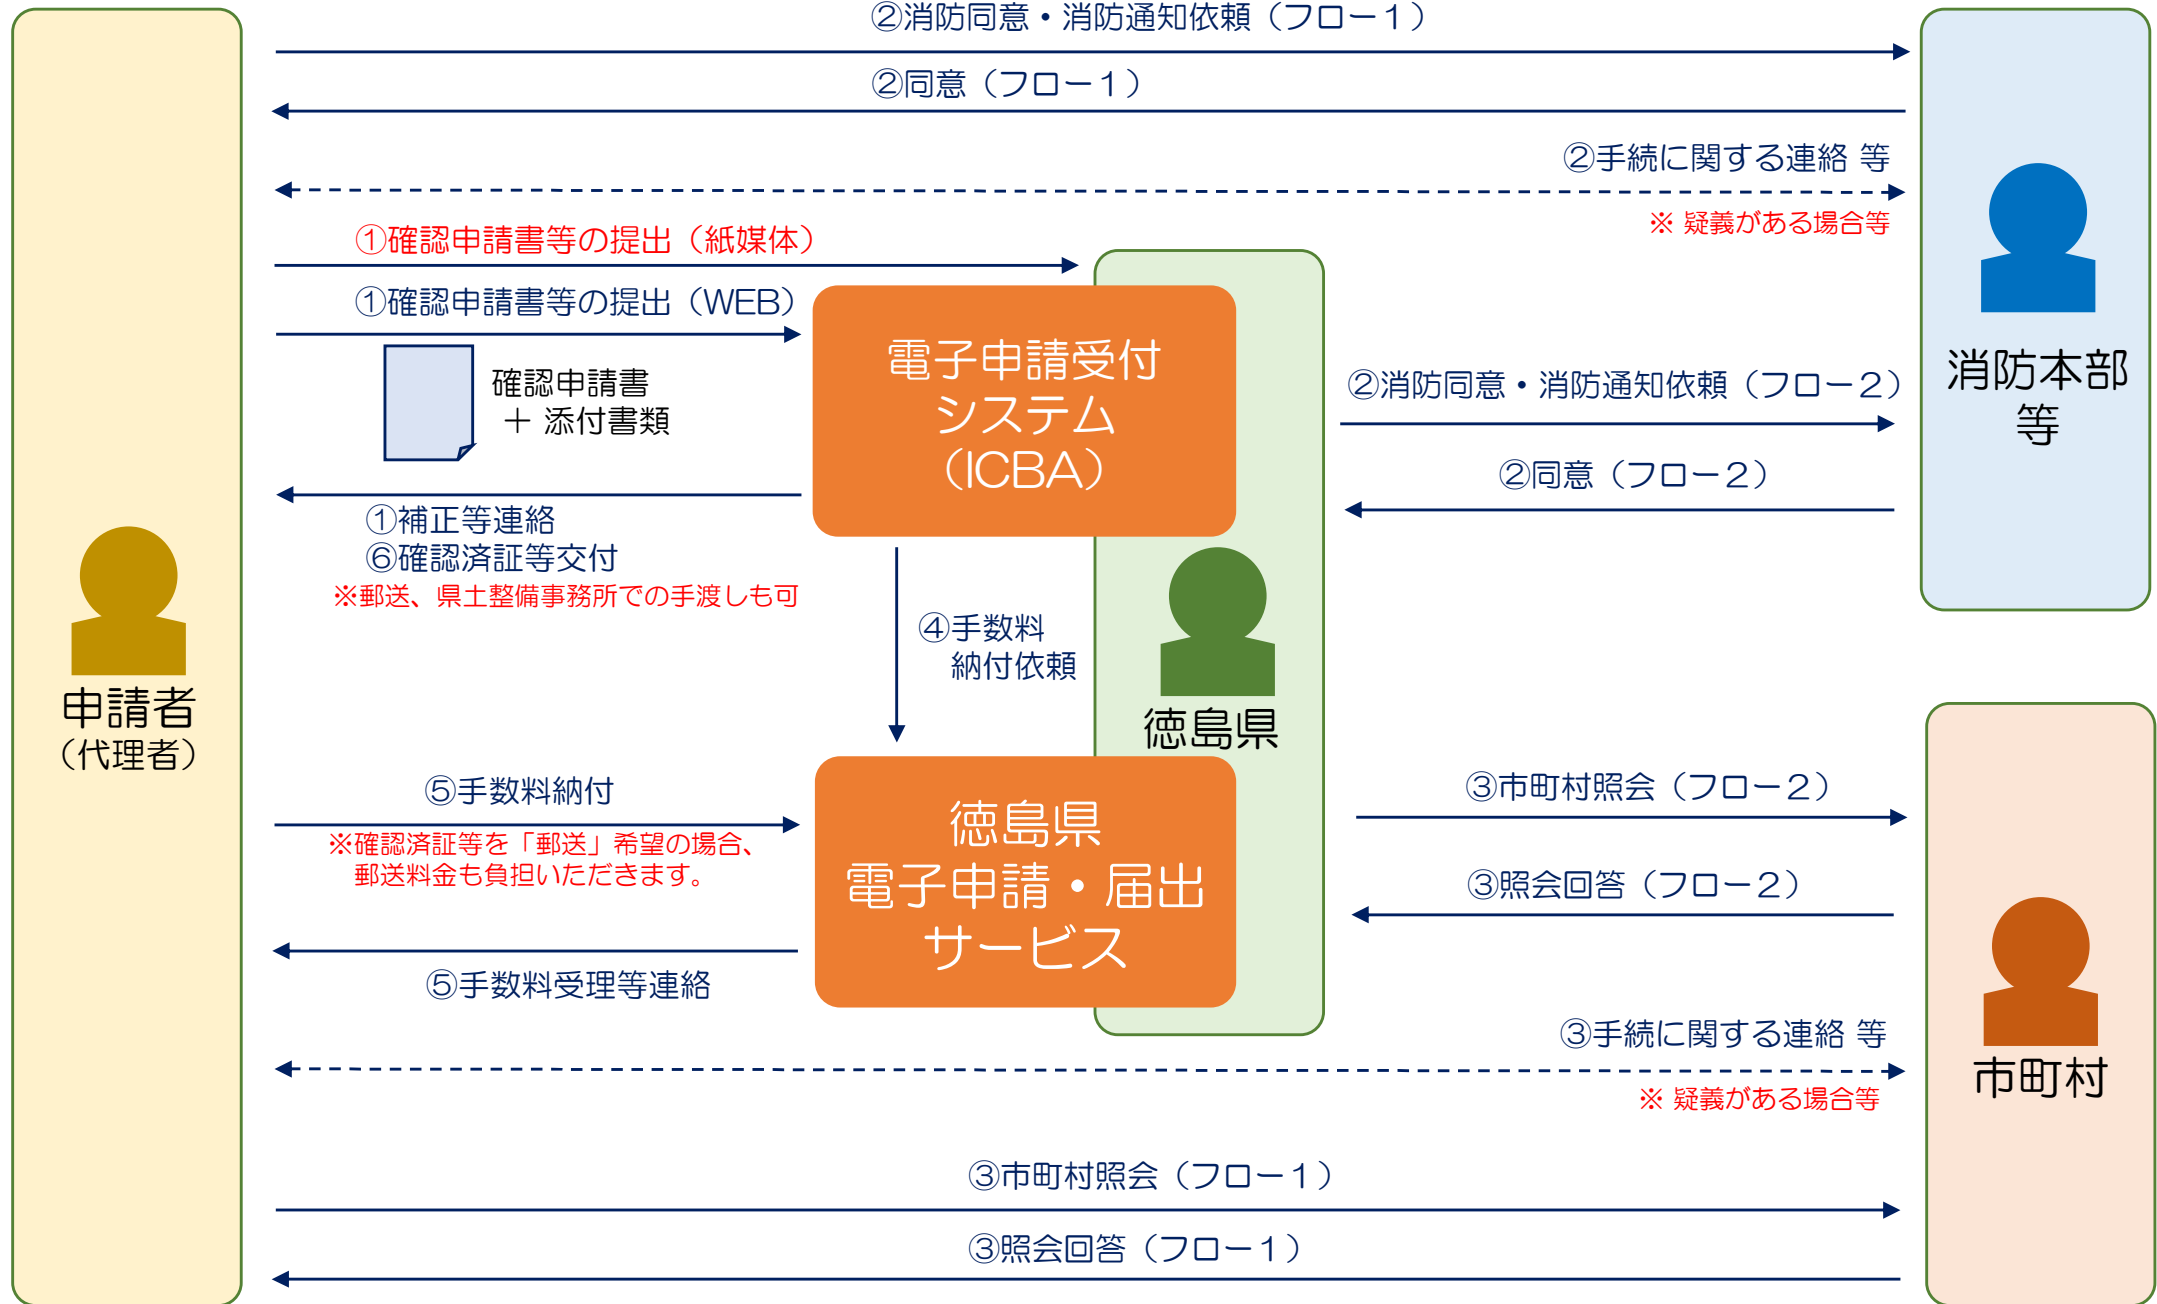 ②消防同意・消防通知依頼（フロー１）
②同意（フロー１）
②手続に関する連絡 等
※ 疑義がある場合等
①確認申請書等の提出（紙媒体）
①確認申請書等の提出（WEB）
確認申請書
＋ 添付書類
電子申請受付
システム
（ICBA）
②消防同意・消防通知依頼（フロー２）
②同意（フロー２）
消防本部
等
①補正等連絡
⑥確認済証等交付
※郵送、県土整備事務所での手渡しも可
④手数料
納付依頼
申請者
（代理者）
徳島県
⑤手数料納付
※確認済証等を「郵送」希望の場合、
郵送料金も負担いただきます。
徳島県
電子申請・届出
サービス
③市町村照会（フロー２）
③照会回答（フロー２）
⑤手数料受理等連絡
③手続に関する連絡 等
※ 疑義がある場合等
市町村
③市町村照会（フロー１）
③照会回答（フロー１）